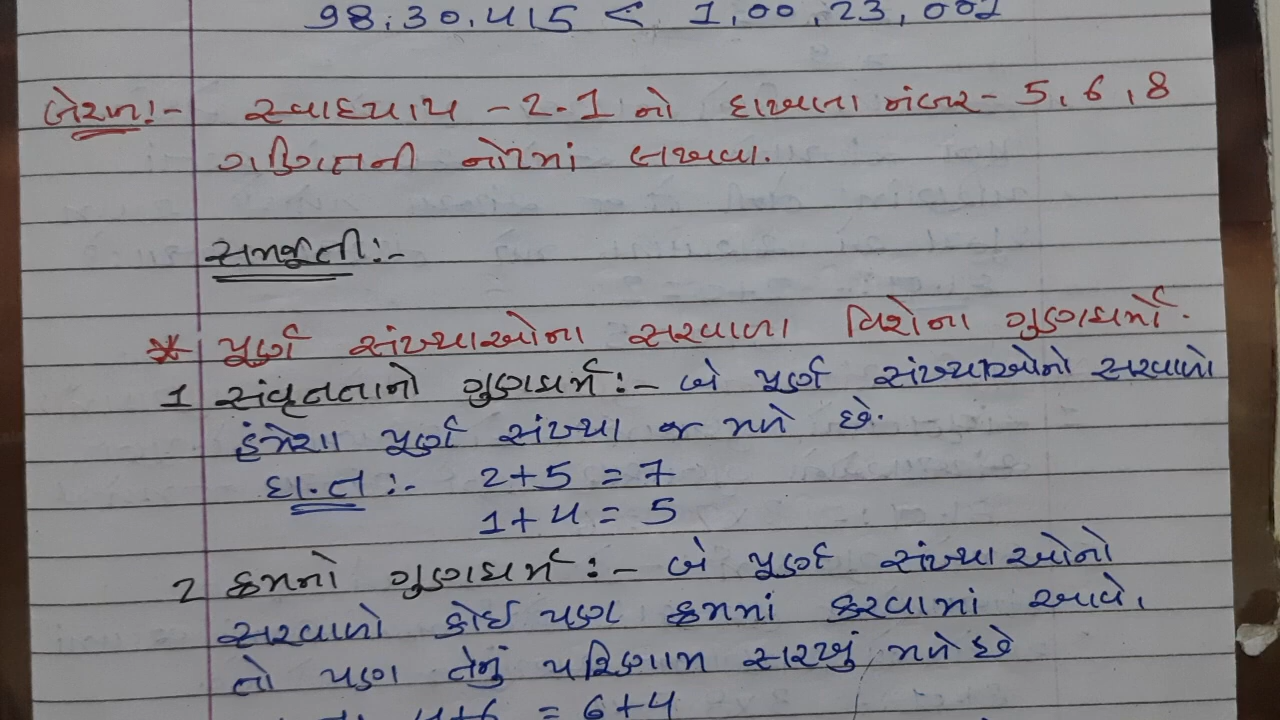 98,30,415 < 1,00,23,001
લેસન:- સ્વાધ્યાય - 2.1 નો દાખલા નંબર - 5, 6, 8
ગણિતની નોટમાં લખવા.
સમજૂતી:-
* પૂર્ણ સંખ્યાઓના સરવાળા વિશેના ગુણધર્મો.
1 સંવૃતતાનો ગુણધર્મ:- બે પૂર્ણ સંખ્યાઓનો સરવાળો
હંમેશા પૂર્ણ સંખ્યા જ મળે છે.
દા.ત :- 2+5 = 7
1+4 = 5
2 ક્રમનો ગુણધર્મ:- બે પૂર્ણ સંખ્યાઓનો
સરવાળો કોઈ પણ ક્રમમાં કરવામાં આવે,
તો પણ તેનું પરિણામ સરખું મળે છે
4+6 = 6+4